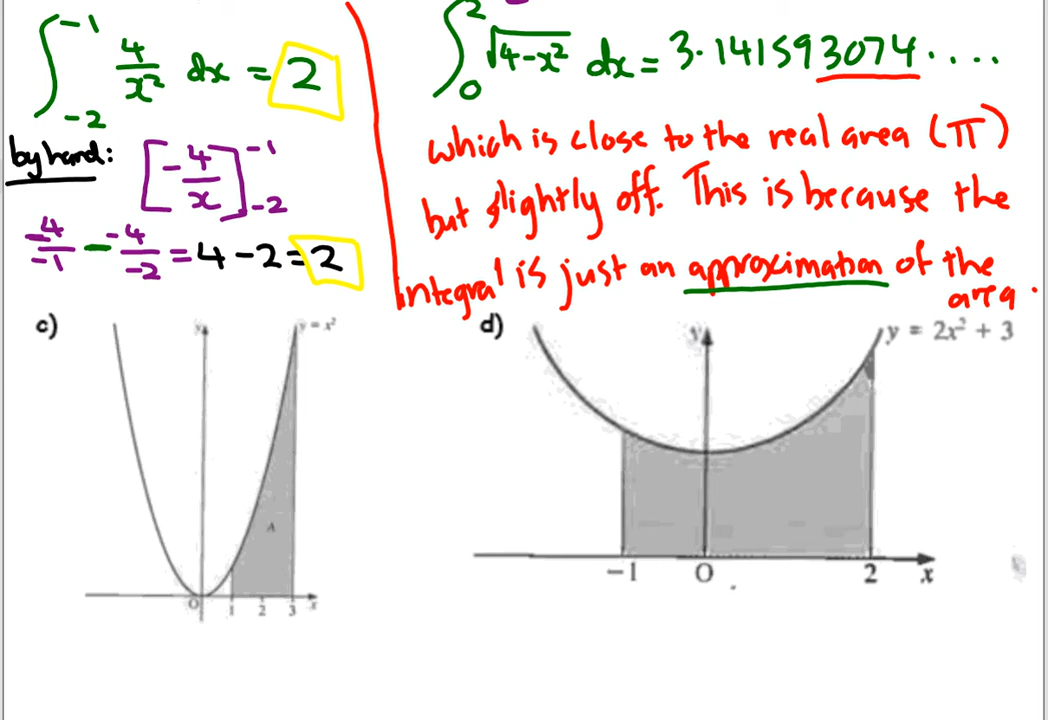 ∫₋₂⁻¹ 4/x² dx = 2
by hand: [-4/x]₋₂⁻¹
-4/-1 - -4/-2 = 4 - 2 = 2
∫₀² √4-x² dx = 3.141593074....
which is close to the real area (π)
but slightly off. This is because the
integral is just an approximation of the
area.
c)
y = x²
y
A
O 1 2 3 x
d)
y = 2x² + 3
y
-1 O 2 x